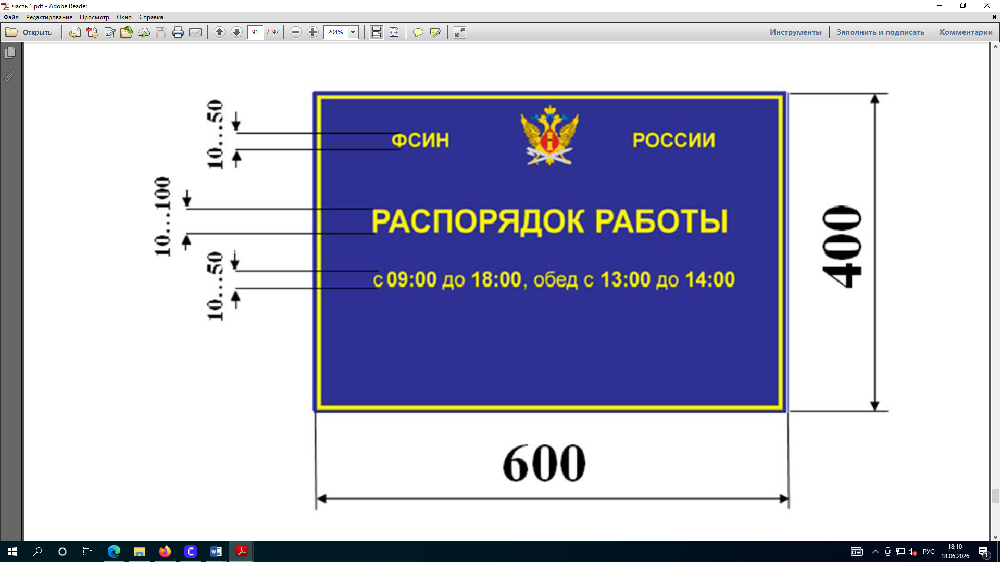 часть 1.pdf - Adobe Reader
Файл Редактирование Просмотр Окно Справка
Открыть 91 / 97 204% Инструменты Заполнить и подписать Комментарии
10...50
ФСИН РОССИИ
10...100
РАСПОРЯДОК РАБОТЫ
10...50
с 09:00 до 18:00, обед с 13:00 до 14:00
400
600
РУС
18:10
18.06.2026
1